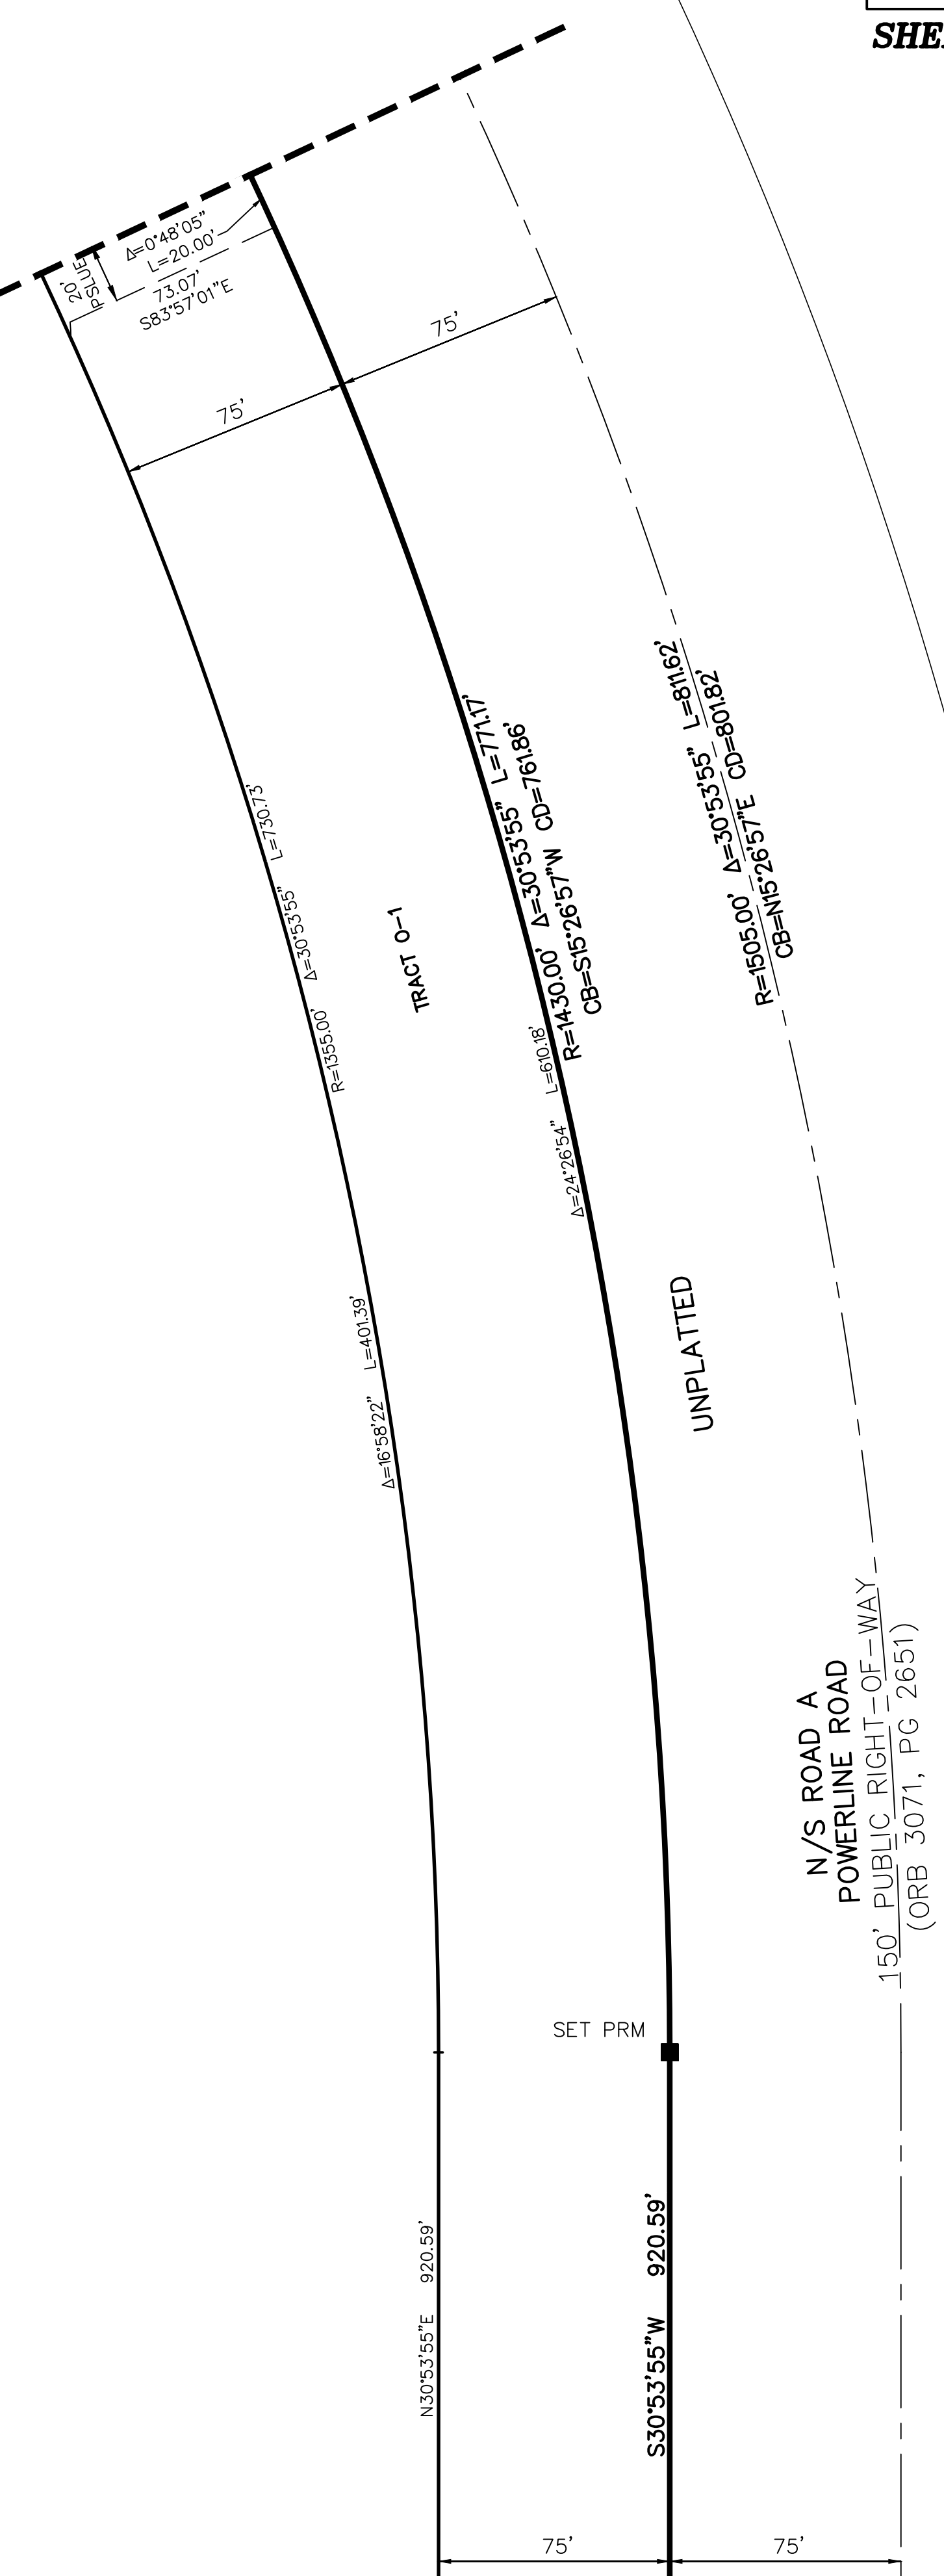 SHE
Δ=0°48'05"
L=20.00'
20'
PSLUE
73.07'
S83°57'01"E
75'
75'
L=811.62'
Δ=30°53'55"
R=1505.00'
CD=801.82'
CB=N15°26'57"E
L=771.17'
Δ=30°53'55"
R=1430.00'
CD=761.86'
CB=S15°26'57"W
L=730.73'
Δ=30°53'55"
R=1355.00'
TRACT O-1
L=610.18'
Δ=24°26'54"
L=401.39'
Δ=16°58'22"
UNPLATTED
N/S ROAD A
POWERLINE ROAD
150' PUBLIC RIGHT-OF-WAY
(ORB 3071, PG 2651)
SET PRM
N30°53'55"E 920.59'
S30°53'55"W 920.59'
75'
75'